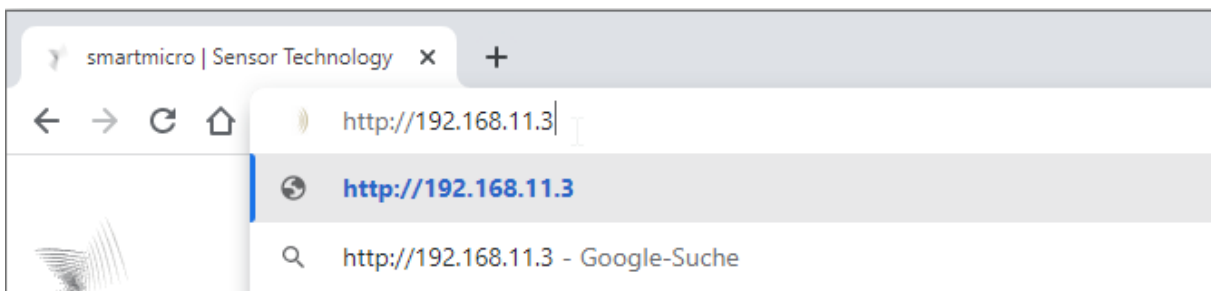 smartmicro | Sensor Technology
http://192.168.11.3
http://192.168.11.3
http://192.168.11.3 - Google-Suche